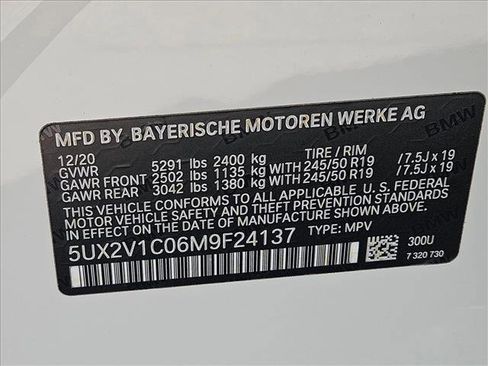 MFD BY BAYERISCHE MOTOREN WERKE AG
12/20 TIRE / RIM
GVWR 5291 lbs 2400 kg
GAWR FRONT 2502 lbs 1135 kg WITH 245/50 R19 / 7.5J x 19
GAWR REAR 3042 lbs 1380 kg WITH 245/50 R19 / 7.5J x 19
THIS VEHICLE CONFORMS TO ALL APPLICABLE U. S. FEDERAL
MOTOR VEHICLE SAFETY AND THEFT PREVENTION STANDARDS
IN EFFECT ON THE DATE OF MANUFACTURE SHOWN ABOVE.
5UX2V1C06M9F24137 TYPE: MPV
300U
7 320 730